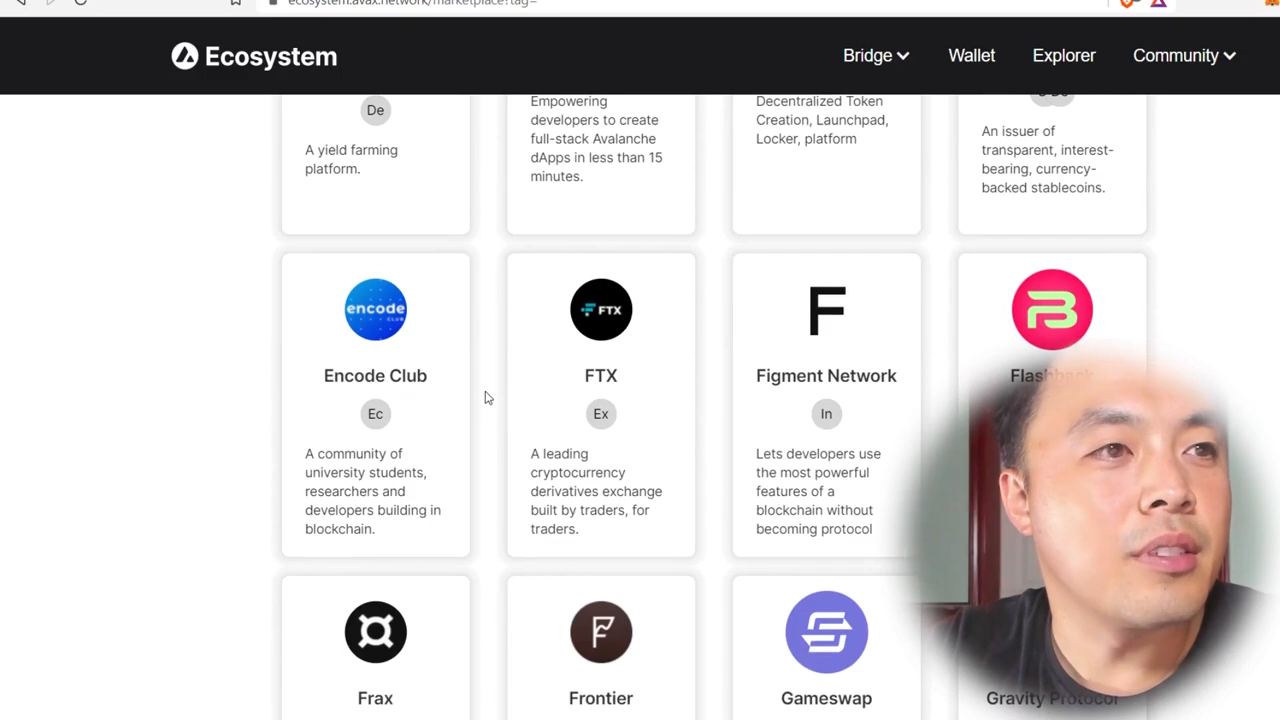 ecosystem.avax.network/marketplace?tag=
Ecosystem
Bridge
Wallet
Explorer
Community
De
A yield farming
platform.
Empowering
developers to create
full-stack Avalanche
dApps in less than 15
minutes.
Decentralized Token
Creation, Launchpad,
Locker, platform
An issuer of
transparent, interest-
bearing, currency-
backed stablecoins.
encode
CLUB
Encode Club
Ec
A community of
university students,
researchers and
developers building in
blockchain.
FTX
FTX
Ex
A leading
cryptocurrency
derivatives exchange
built by traders, for
traders.
F
Figment Network
In
Lets developers use
the most powerful
features of a
blockchain without
becoming protocol
Frax
Frontier
Gameswap
Gravity Protocol